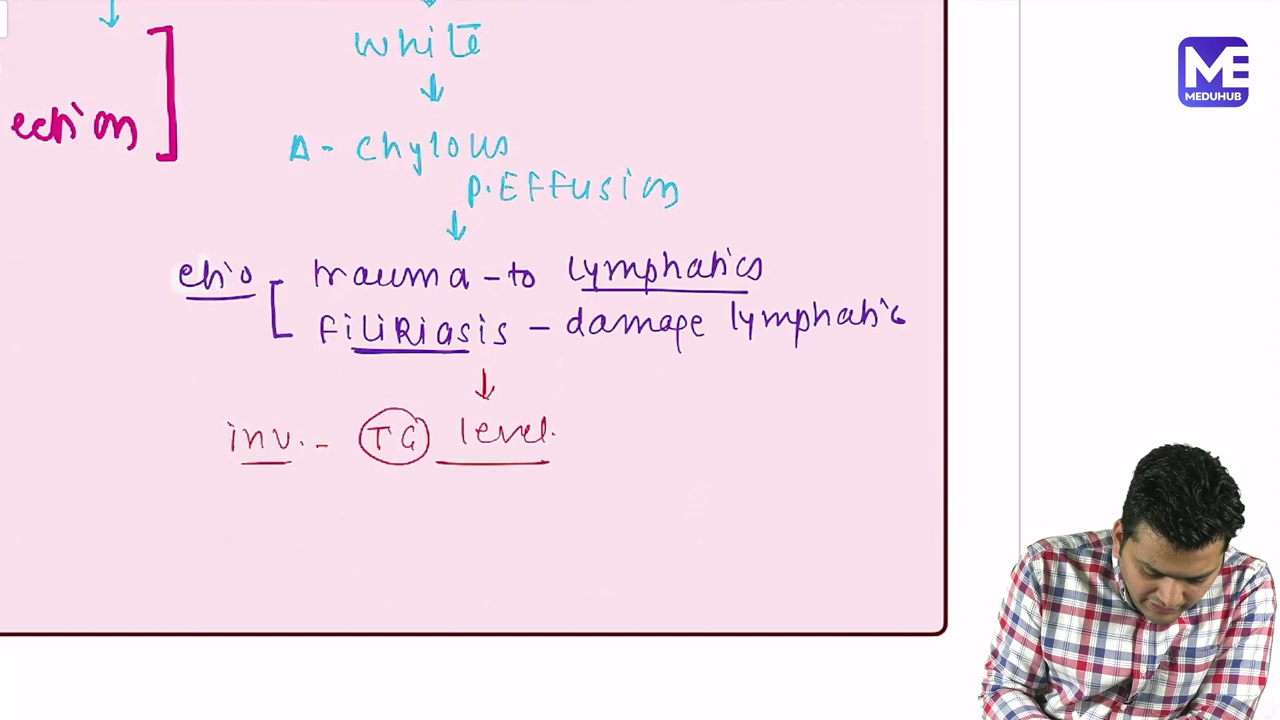 White
ection
Δ- chylous
P. Effusion
etio
trauma - to lymphatics
filiriasis - damage lymphatic
inv. - TG level.
ME
MEDUHUB